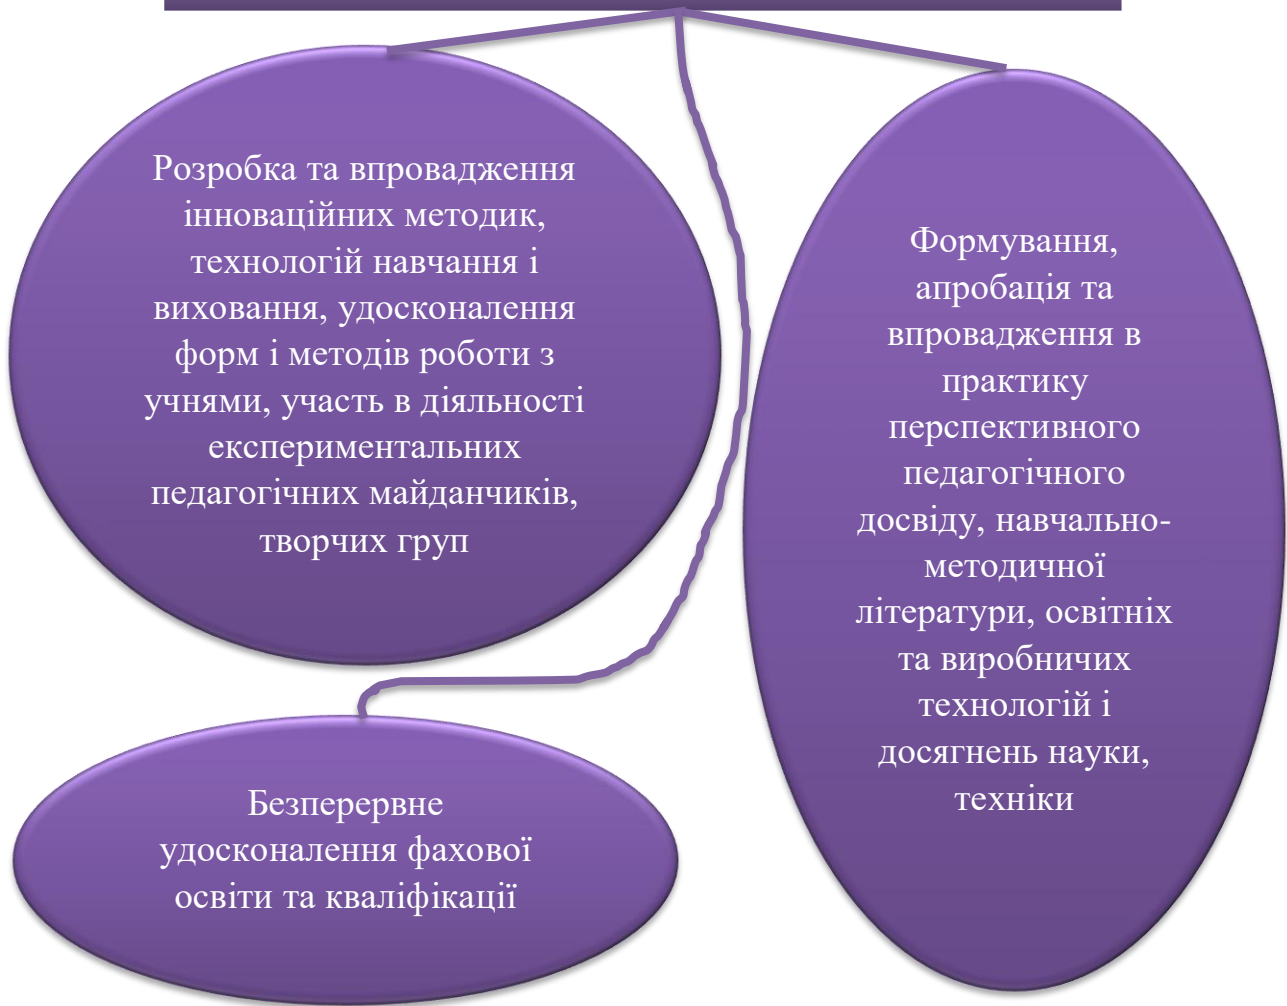 Розробка та впровадження
інноваційних методик,
технологій навчання і
виховання, удосконалення
форм і методів роботи з
учнями, участь в діяльності
експериментальних
педагогічних майданчиків,
творчих груп
Формування,
апробація та
впровадження в
практику
перспективного
педагогічного
досвіду, навчально-
методичної
літератури, освітніх
та виробничих
технологій і
досягнень науки,
техніки
Безперервне
удосконалення фахової
освіти та кваліфікації